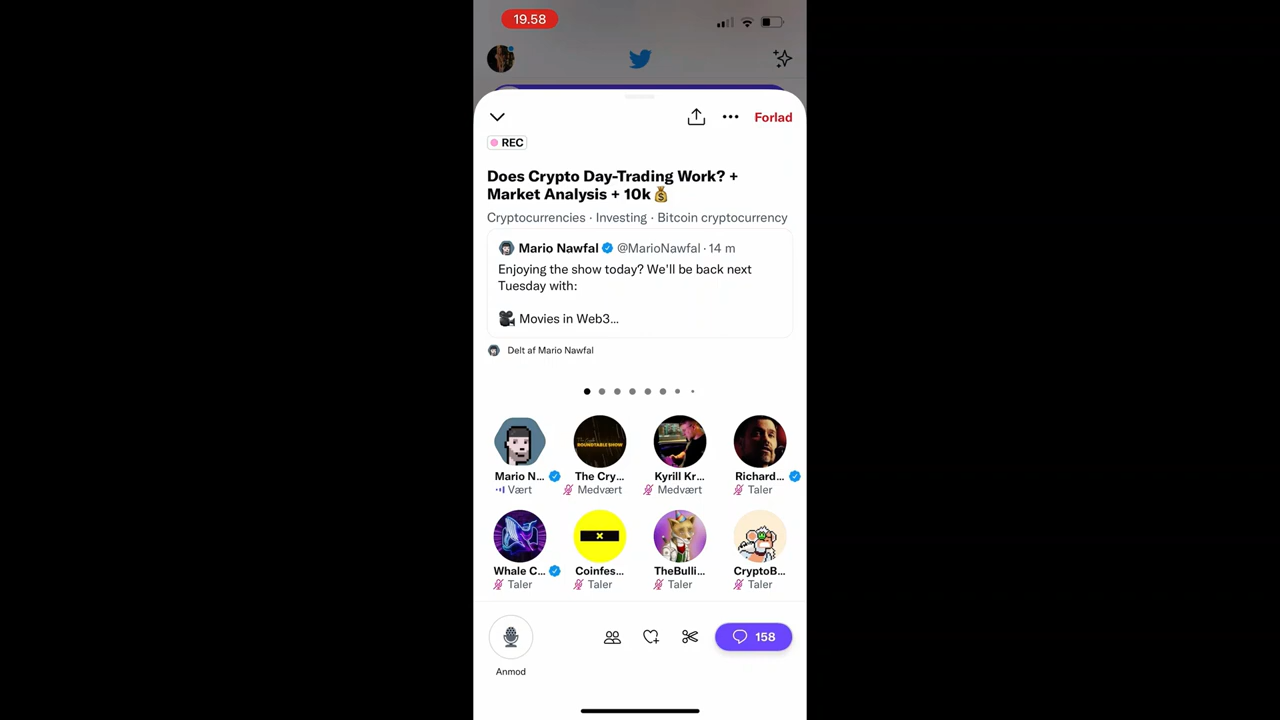 19.58
Forlad
REC
Does Crypto Day-Trading Work? +
Market Analysis + 10k💰
Cryptocurrencies · Investing · Bitcoin cryptocurrency
Mario Nawfal @MarioNawfal · 14 m
Enjoying the show today? We'll be back next
Tuesday with:
🎥 Movies in Web3...
Delt af Mario Nawfal
ROUNDTABLE SHOW
Mario N... The Cry... Kyrill Kr... Richard...
Vært Medvært Medvært Taler
Whale C... Coinfes... TheBulli... CryptoB...
Taler Taler Taler Taler
158
Anmod